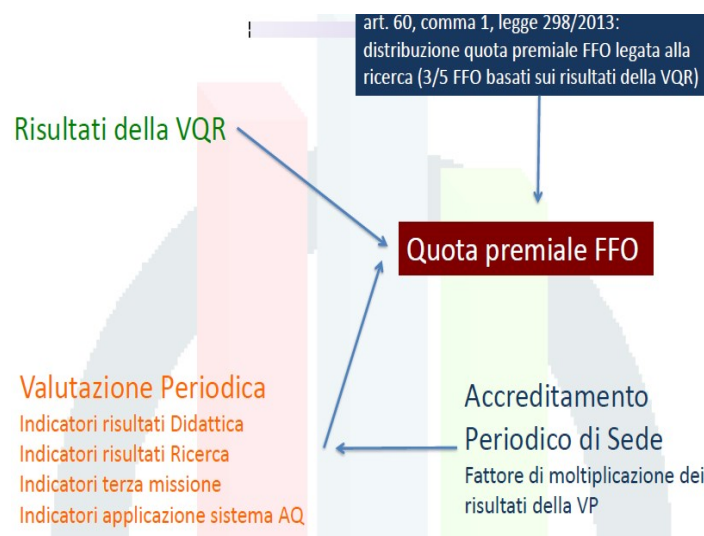 art. 60, comma 1, legge 298/2013:
distribuzione quota premiale FFO legata alla
ricerca (3/5 FFO basati sui risultati della VQR)
Risultati della VQR
Quota premiale FFO
Valutazione Periodica
Indicatori risultati Didattica
Indicatori risultati Ricerca
Indicatori terza missione
Indicatori applicazione sistema AQ
Accreditamento
Periodico di Sede
Fattore di moltiplicazione dei
risultati della VP